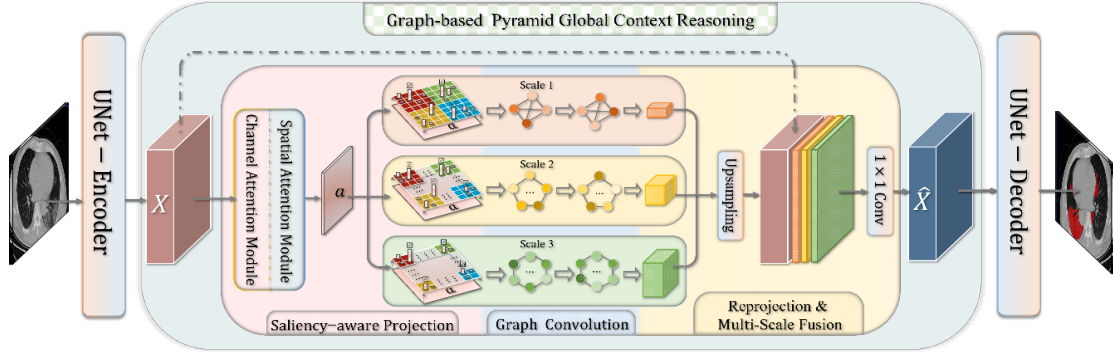 Graph-based Pyramid Global Context Reasoning
UNet-Encoder
X
Channel Attention Module
Spatial Attention Module
a
Scale 1
a
Scale 2
a
...
...
Scale 3
a
...
...
Upsampling
1 × 1 Conv
X̂
UNet-Decoder
Saliency-aware Projection
Graph Convolution
Reprojection &
Multi-Scale Fusion